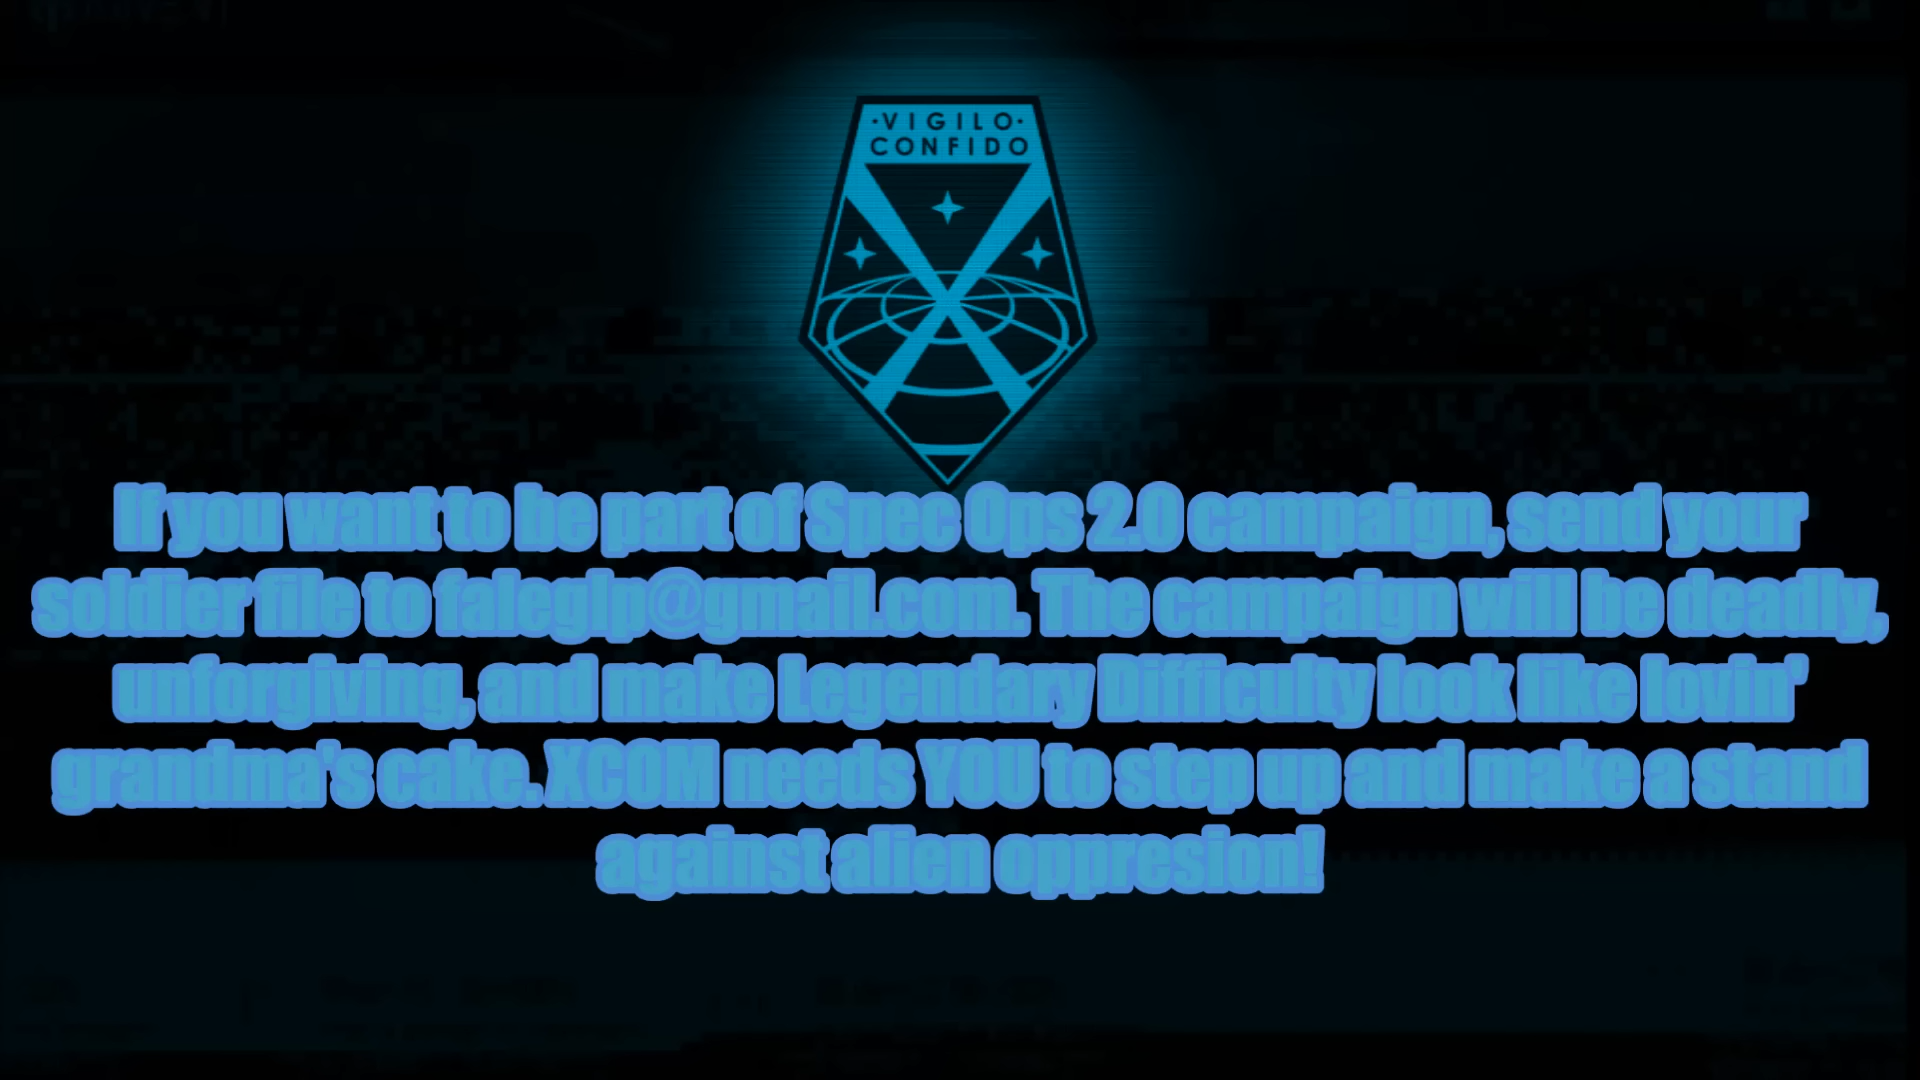 ·VIGILO·
CONFIDO
If you want to be part of Spec Ops 2.0 campaign, send your
soldier file to falegip@gmail.com. The campaign will be deadly,
unforgiving, and make Legendary Difficulty look like lovin'
grandma's cake. XCOM needs YOU to step up and make a stand
against alien oppresion!